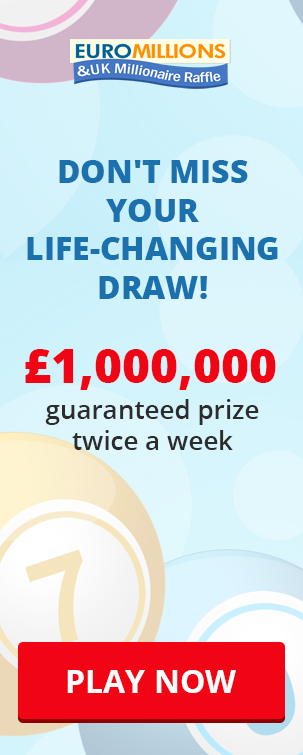 EUROMILLIONS
&UK Millionaire Raffle
DON'T MISS
YOUR
LIFE-CHANGING
DRAW!
£1,000,000
guaranteed prize
twice a week
7
PLAY NOW